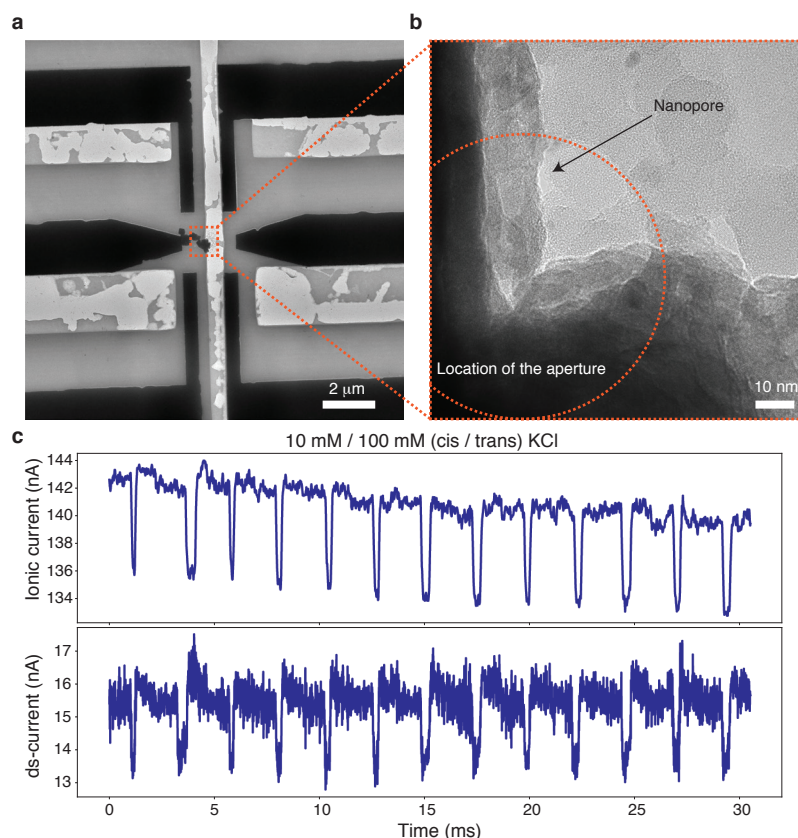 a
b
Nanopore
Location of the aperture
2 μm
10 nm
c
10 mM / 100 mM (cis / trans) KCl
Ionic current (nA)
144
142
140
138
136
134
ds-current (nA)
17
16
15
14
13
0 5 10 15 20 25 30
Time (ms)